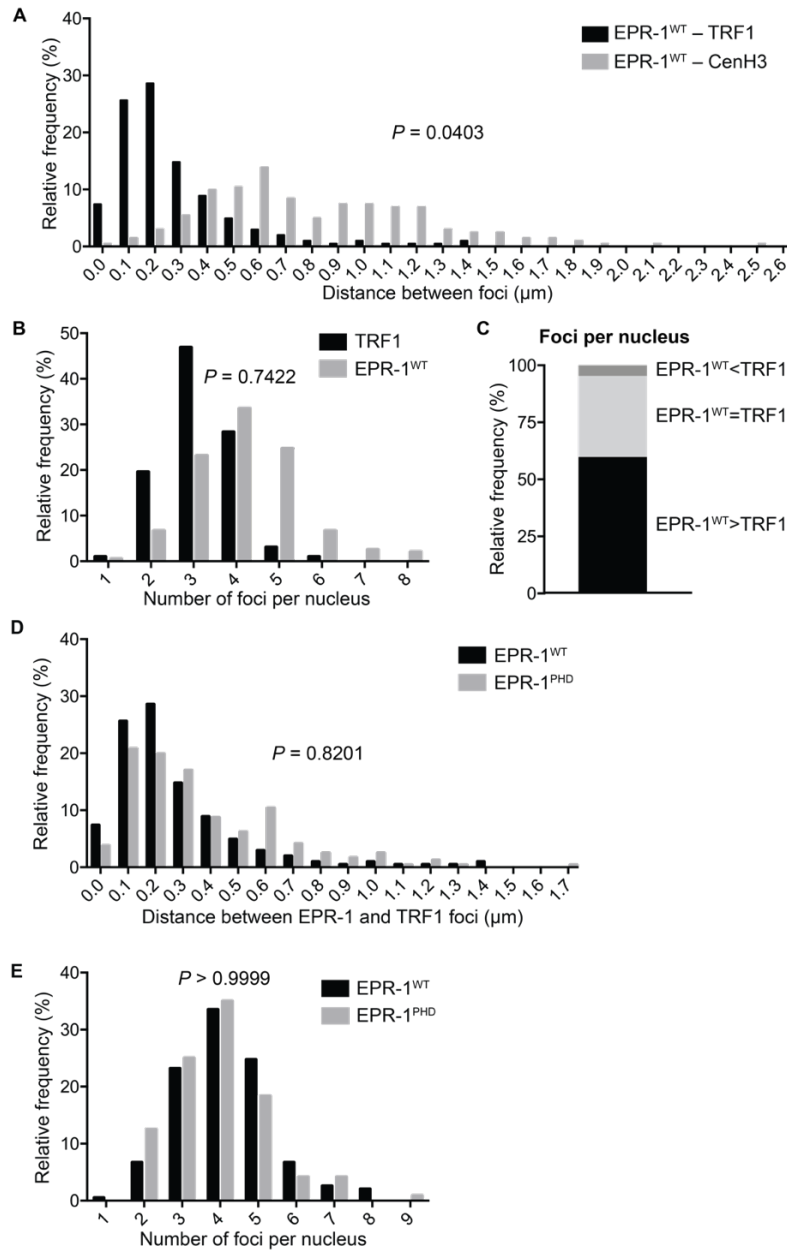 A
40
30
20
10
0
Relative frequency (%)
EPR-1ᵂᵀ – TRF1
EPR-1ᵂᵀ – CenH3
P = 0.0403
0.0 0.1 0.2 0.3 0.4 0.5 0.6 0.7 0.8 0.9 1.0 1.1 1.2 1.3 1.4 1.5 1.6 1.7 1.8 1.9 2.0 2.1 2.2 2.3 2.4 2.5 2.6
Distance between foci (µm)
B
50
40
30
20
10
0
Relative frequency (%)
TRF1
EPR-1ᵂᵀ
P = 0.7422
1 2 3 4 5 6 7 8
Number of foci per nucleus
C
Foci per nucleus
100
75
50
25
0
Relative frequency (%)
EPR-1ᵂᵀ<TRF1
EPR-1ᵂᵀ=TRF1
EPR-1ᵂᵀ>TRF1
D
40
30
20
10
0
Relative frequency (%)
EPR-1ᵂᵀ
EPR-1ᴾᴴᴰ
P = 0.8201
0.0 0.1 0.2 0.3 0.4 0.5 0.6 0.7 0.8 0.9 1.0 1.1 1.2 1.3 1.4 1.5 1.6 1.7
Distance between EPR-1 and TRF1 foci (µm)
E
40
30
20
10
0
Relative frequency (%)
P > 0.9999
EPR-1ᵂᵀ
EPR-1ᴾᴴᴰ
1 2 3 4 5 6 7 8 9
Number of foci per nucleus